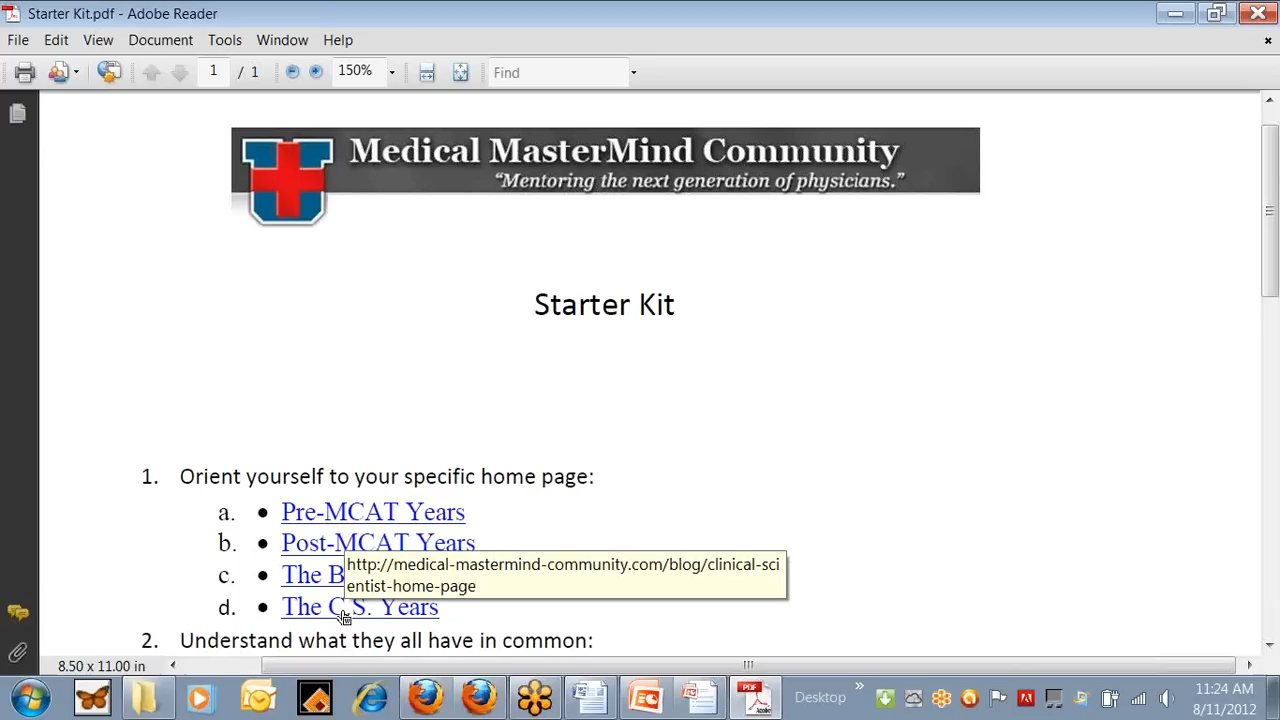 Starter Kit.pdf - Adobe Reader
File Edit View Document Tools Window Help
1 / 1 150% Find
Medical MasterMind Community
“Mentoring the next generation of physicians.”
Starter Kit
1. Orient yourself to your specific home page:
a. • Pre-MCAT Years
b. • Post-MCAT Years
c. • The B
http://medical-mastermind-community.com/blog/clinical-sci
entist-home-page
d. • The C.S. Years
2. Understand what they all have in common:
8.50 x 11.00 in
Desktop
11:24 AM
8/11/2012